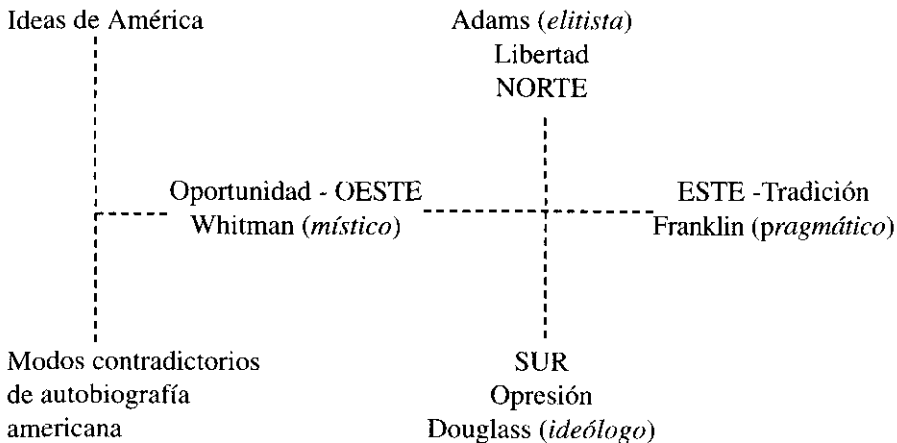 Ideas de América
Adams (elitista)
Libertad
NORTE
Oportunidad - OESTE
Whitman (místico)
ESTE -Tradición
Franklin (pragmático)
Modos contradictorios
de autobiografía
americana
SUR
Opresión
Douglass (ideólogo)